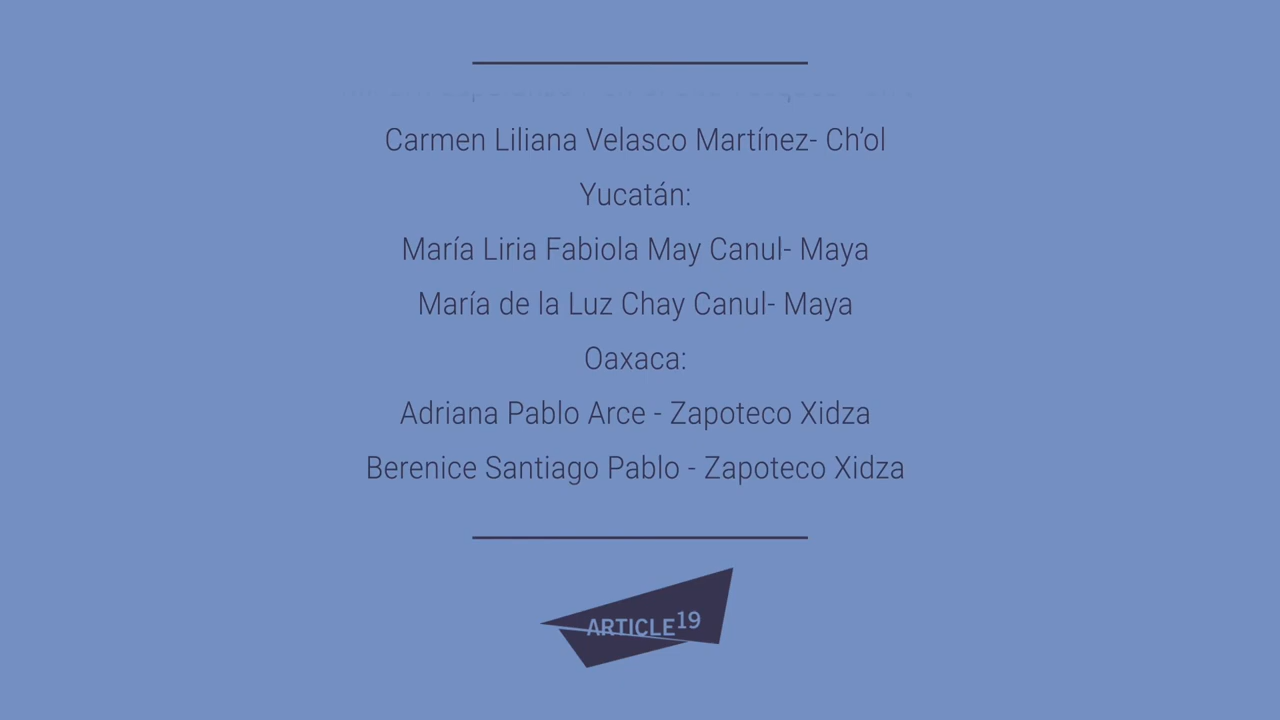 Carmen Liliana Velasco Martínez- Ch’ol
Yucatán:
María Liria Fabiola May Canul- Maya
María de la Luz Chay Canul- Maya
Oaxaca:
Adriana Pablo Arce - Zapoteco Xidza
Berenice Santiago Pablo - Zapoteco Xidza
ARTICLE19